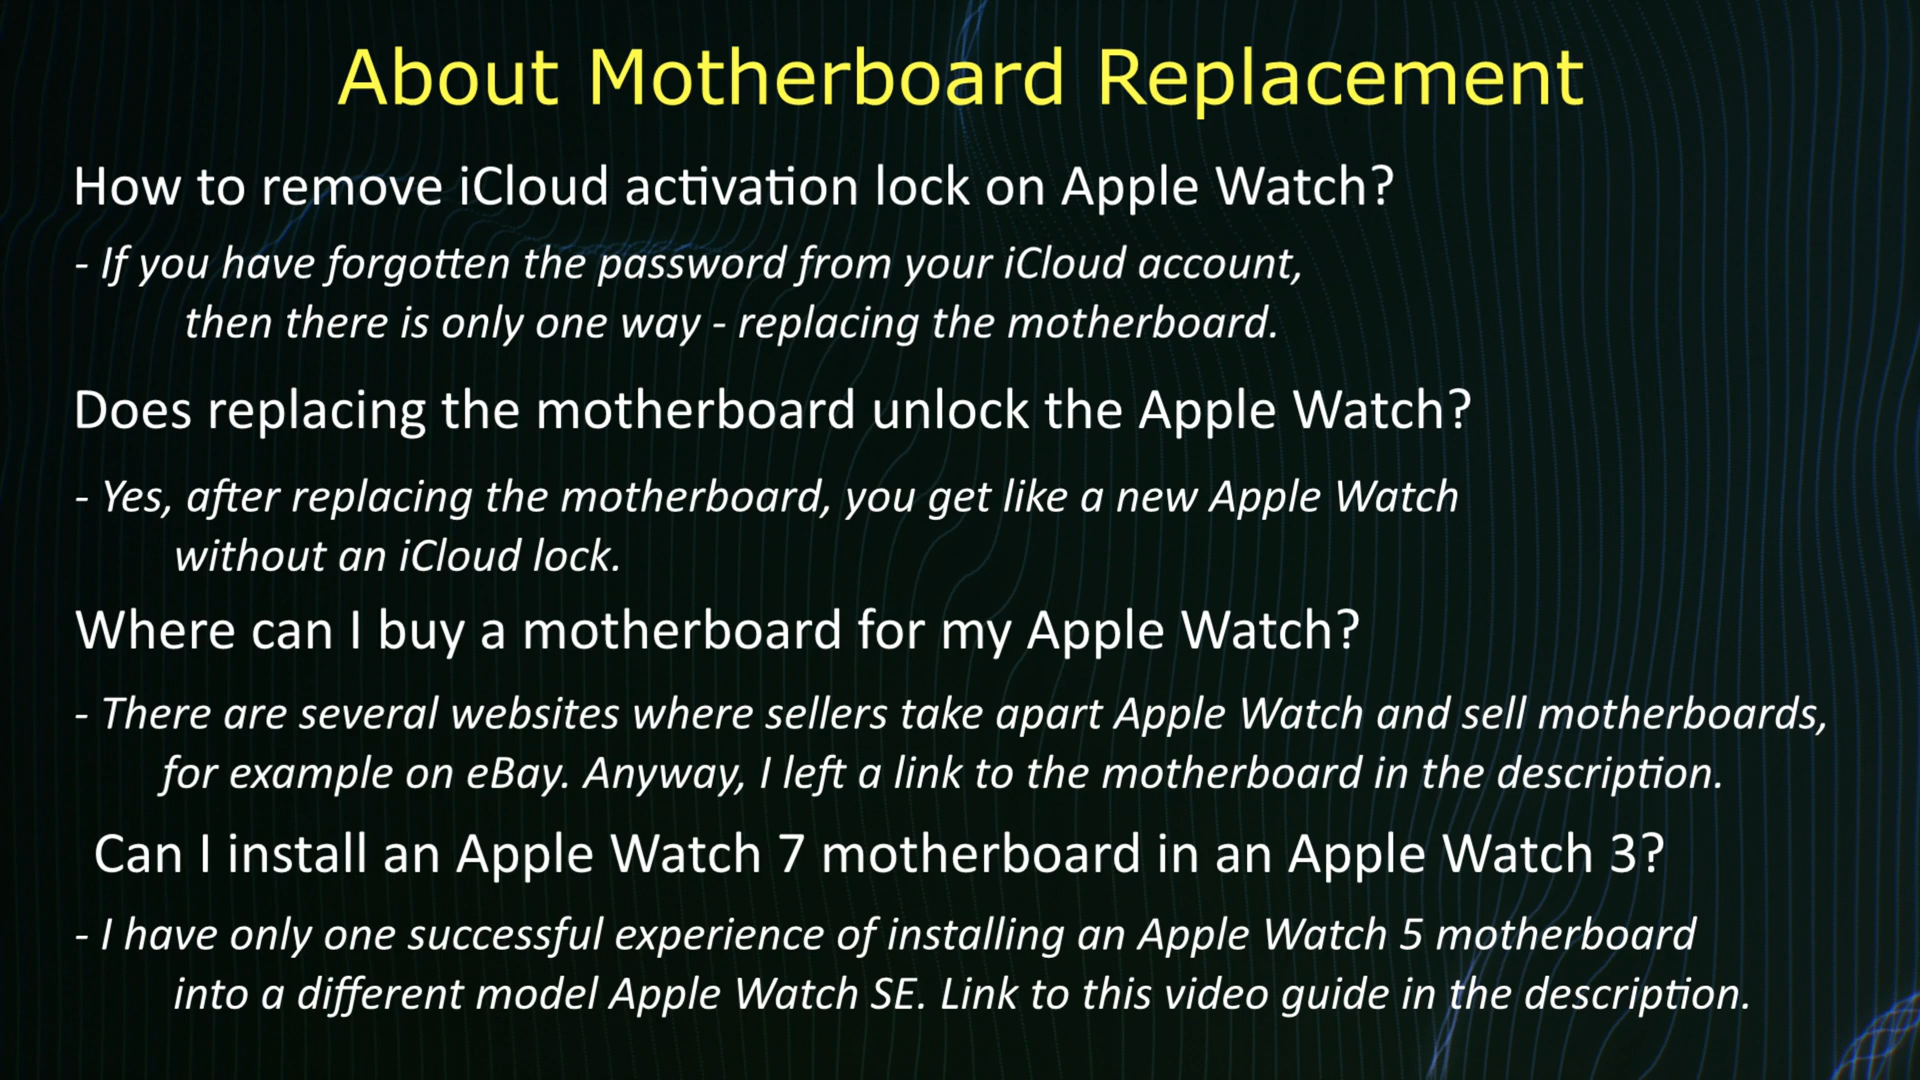 About Motherboard Replacement
How to remove iCloud activation lock on Apple Watch?
- If you have forgotten the password from your iCloud account,
then there is only one way - replacing the motherboard.
Does replacing the motherboard unlock the Apple Watch?
- Yes, after replacing the motherboard, you get like a new Apple Watch
without an iCloud lock.
Where can I buy a motherboard for my Apple Watch?
- There are several websites where sellers take apart Apple Watch and sell motherboards,
for example on eBay. Anyway, I left a link to the motherboard in the description.
Can I install an Apple Watch 7 motherboard in an Apple Watch 3?
- I have only one successful experience of installing an Apple Watch 5 motherboard
into a different model Apple Watch SE. Link to this video guide in the description.